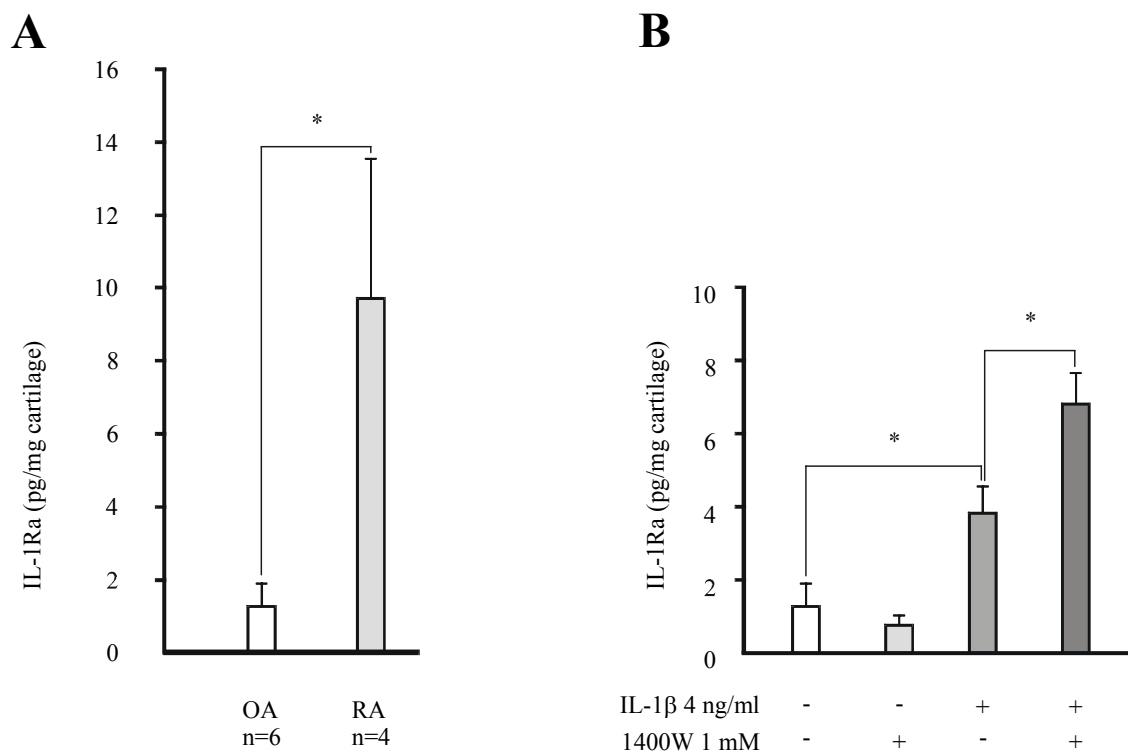 A
IL-1Ra (pg/mg cartilage)
16
14
12
10
8
6
4
2
0
*
OA
n=6
RA
n=4
B
IL-1Ra (pg/mg cartilage)
10
8
6
4
2
0
*
*
IL-1β 4 ng/ml - - + +
1400W 1 mM - + - +